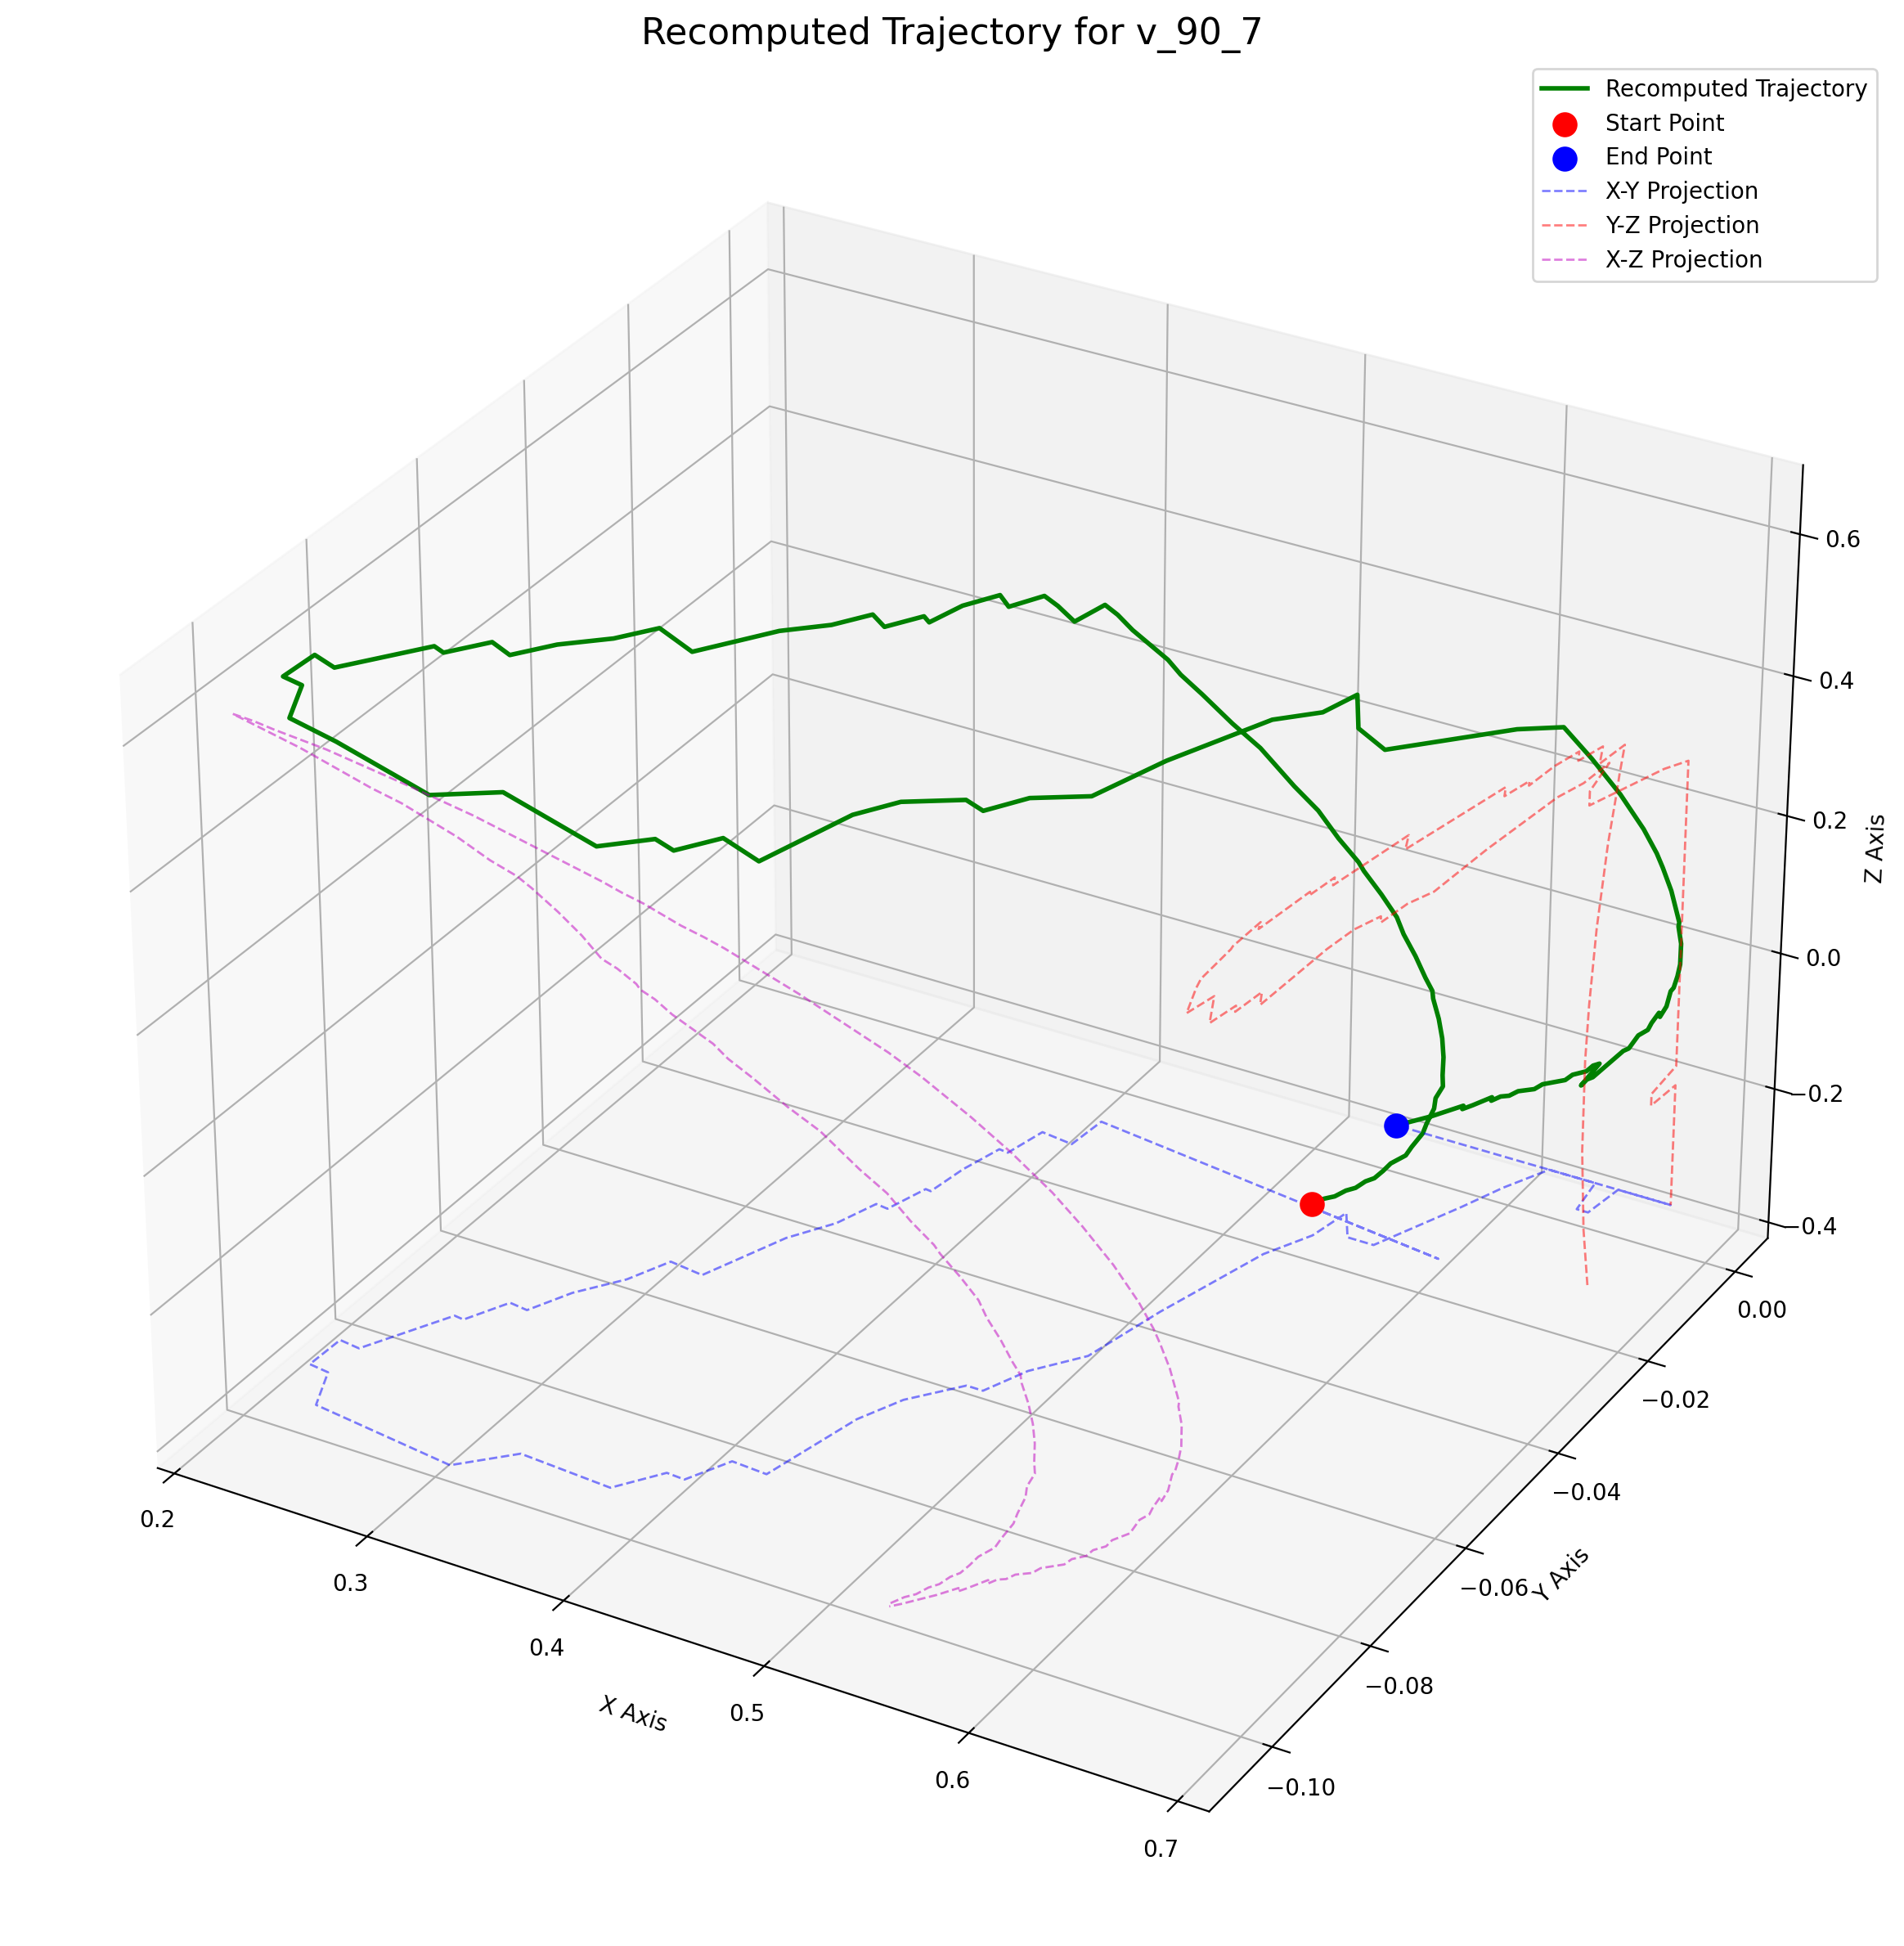 Recomputed Trajectory for v_90_7
Recomputed Trajectory
Start Point
End Point
X-Y Projection
Y-Z Projection
X-Z Projection
0.6
0.4
0.2
0.0
−0.2
−0.4
Z Axis
0.00
−0.02
−0.04
−0.06
−0.08
−0.10
Y Axis
0.2
0.3
0.4
0.5
0.6
0.7
X Axis